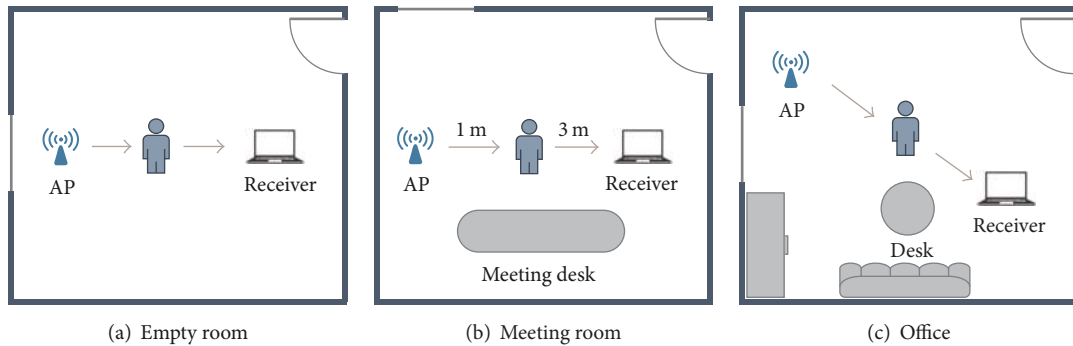 AP
Receiver
(a) Empty room
1 m
3 m
AP
Receiver
Meeting desk
(b) Meeting room
AP
Receiver
Desk
(c) Office